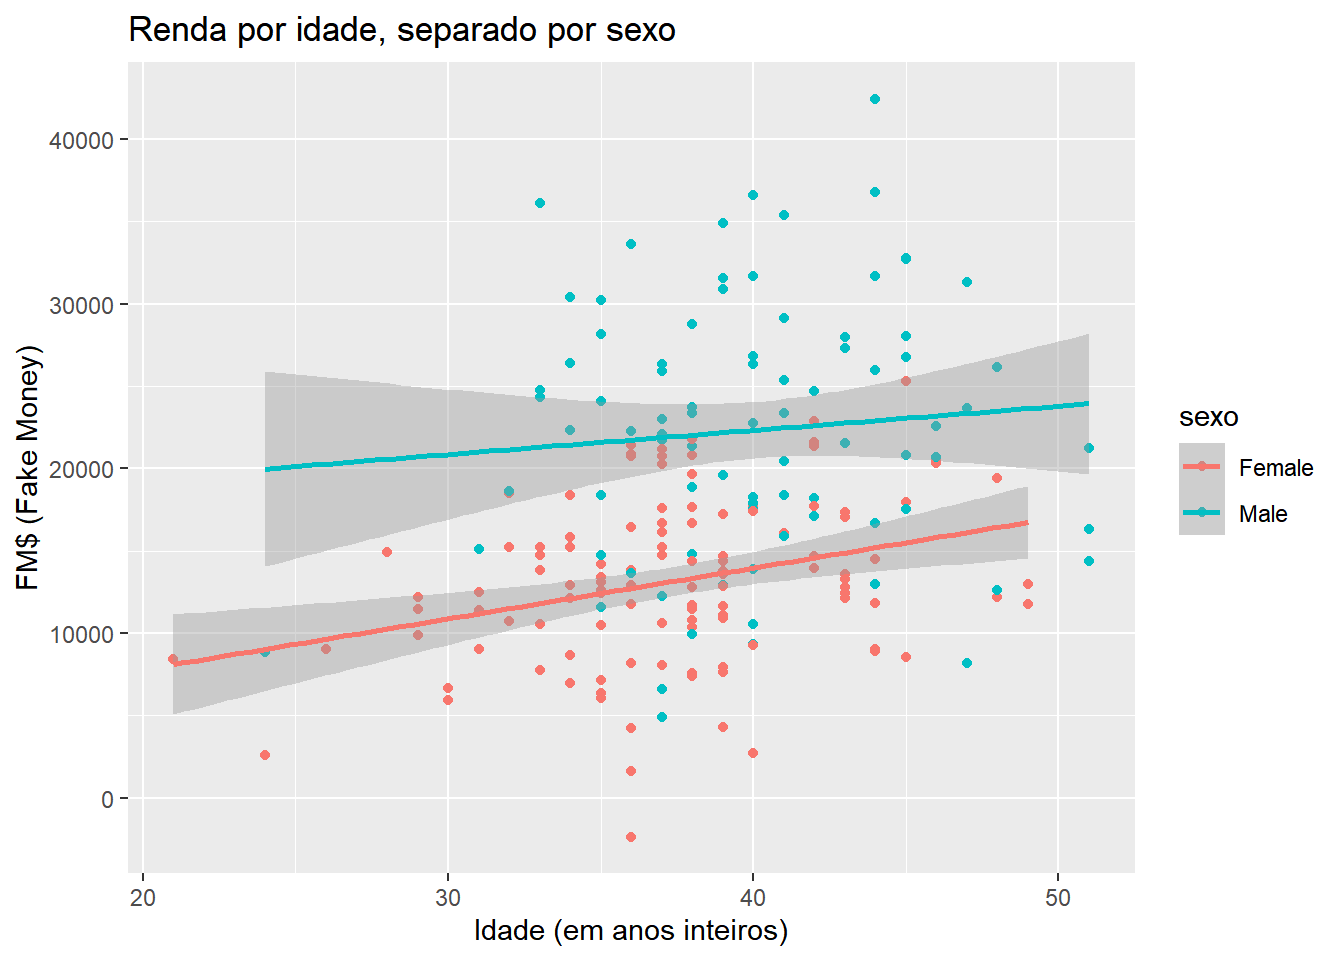 Renda por idade, separado por sexo
FM$ (Fake Money)
40000
30000
20000
10000
0
20
30
40
50
Idade (em anos inteiros)
sexo
Female
Male